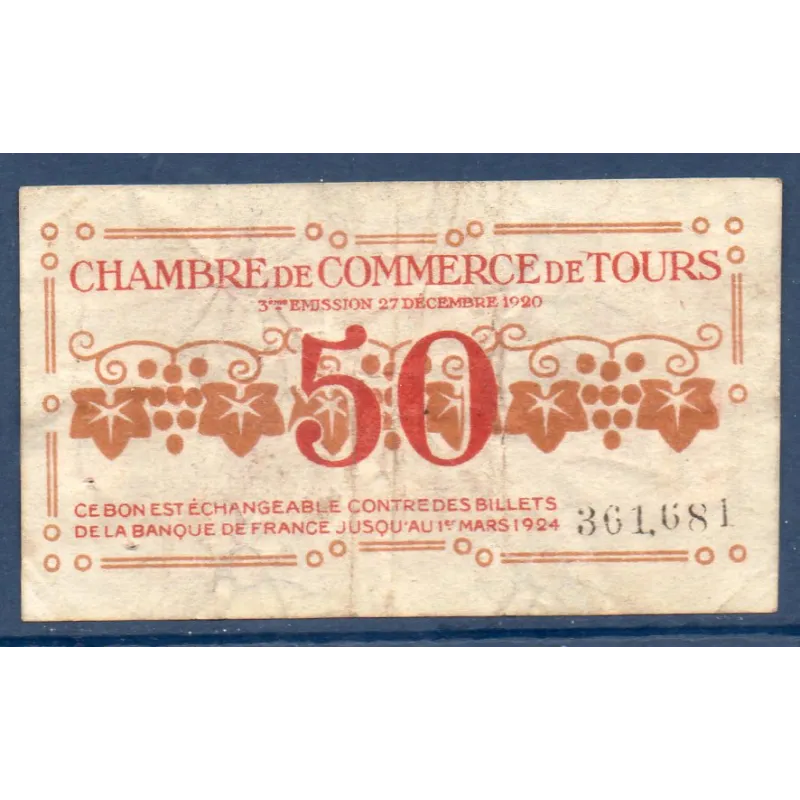 CHAMBRE DE COMMERCE DE TOURS
3ème EMISSION 27 DÉCEMBRE 1920
50
CE BON EST ÉCHANGEABLE CONTRE DES BILLETS
DE LA BANQUE DE FRANCE JUSQU'AU 1er MARS 1924
361,681